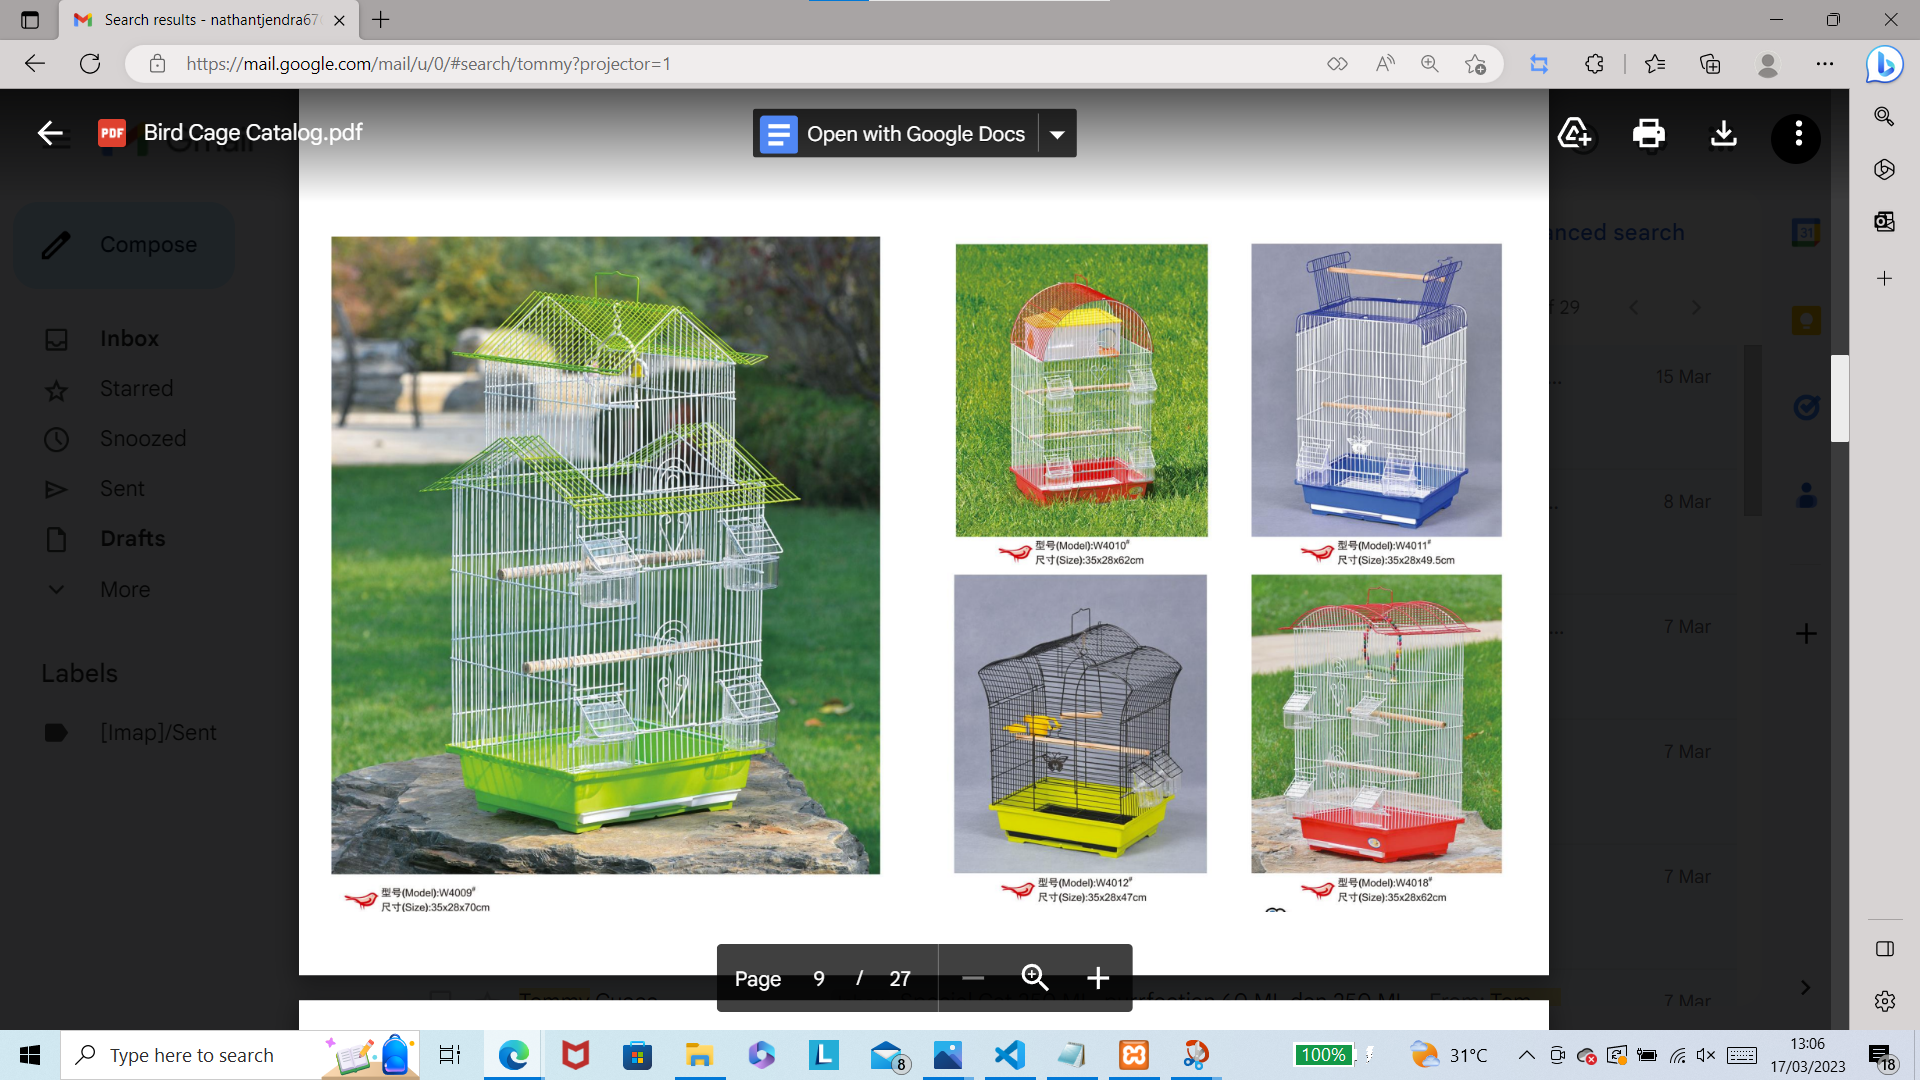 Search results - nathantjendra67
https://mail.google.com/mail/u/0/#search/tommy?projector=1
PDF
Bird Cage Catalog.pdf
Open with Google Docs
Compose
Inbox
Starred
Snoozed
Sent
Drafts
More
Labels
[Imap]/Sent
31
29
15 Mar
8 Mar
7 Mar
7 Mar
7 Mar
7 Mar
型号(Model):W4010#
尺寸(Size):35x28x62cm
型号(Model):W4011#
尺寸(Size):35x28x49.5cm
型号(Model):W4009#
尺寸(Size):35x28x70cm
型号(Model):W4012#
尺寸(Size):35x28x47cm
型号(Model):W4018#
尺寸(Size):35x28x62cm
Page 9 / 27
Type here to search
8
100%
31°C
13:06
17/03/2023
18